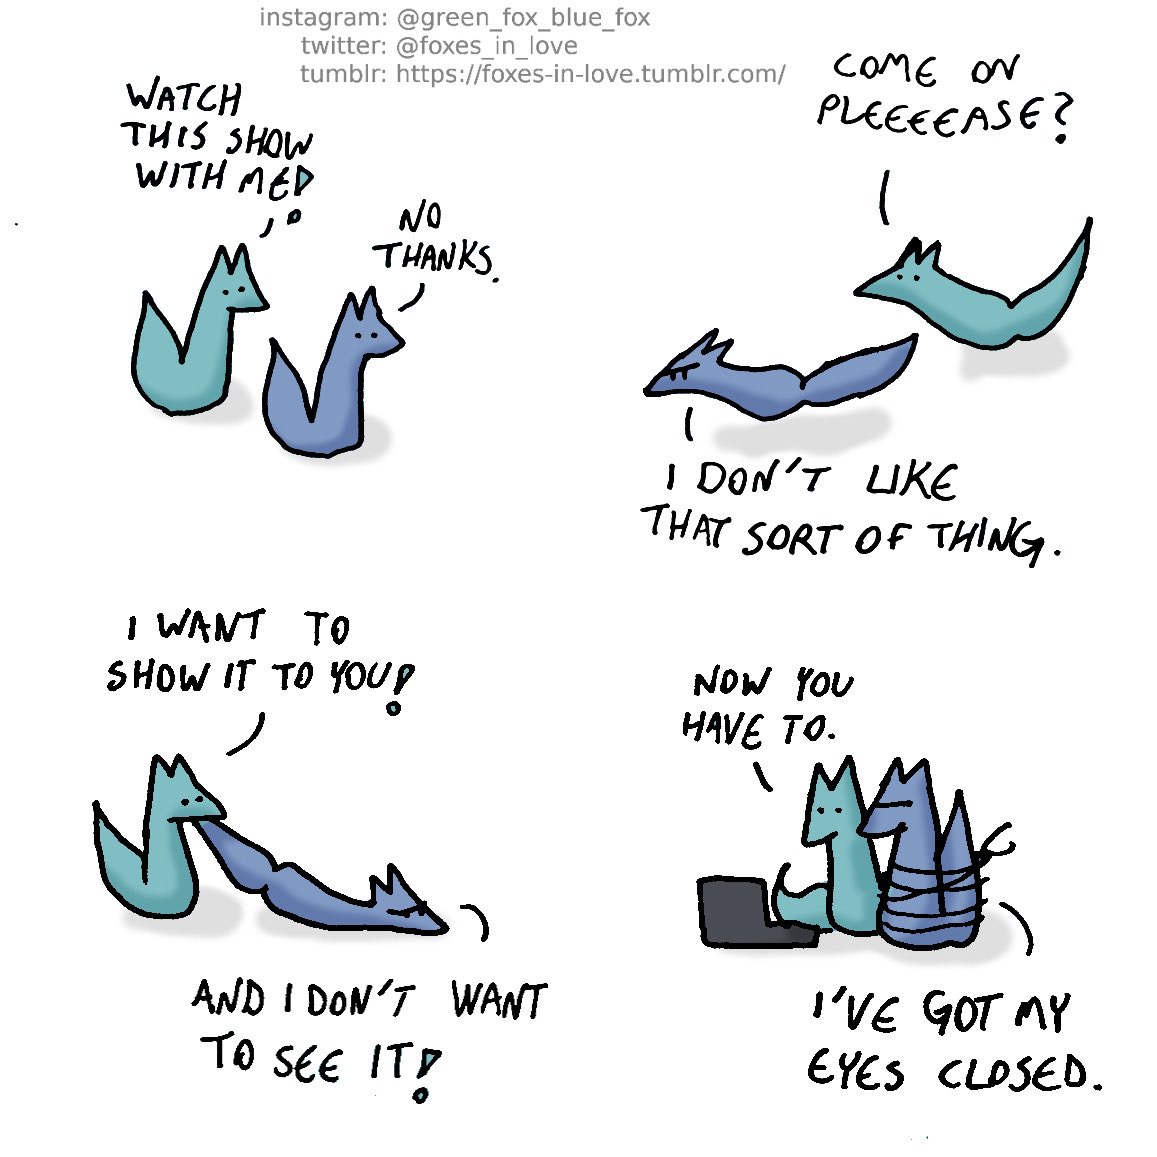 instagram: @green_fox_blue_fox
twitter: @foxes_in_love
tumblr: https://foxes-in-love.tumblr.com/
WATCH
THIS SHOW
WITH ME!
NO
THANKS.
COME ON
PLEEEEASE?
I DON'T LIKE
THAT SORT OF THING.
I WANT TO
SHOW IT TO YOU!
AND I DON'T WANT
TO SEE IT!
NOW YOU
HAVE TO.
I'VE GOT MY
EYES CLOSED.